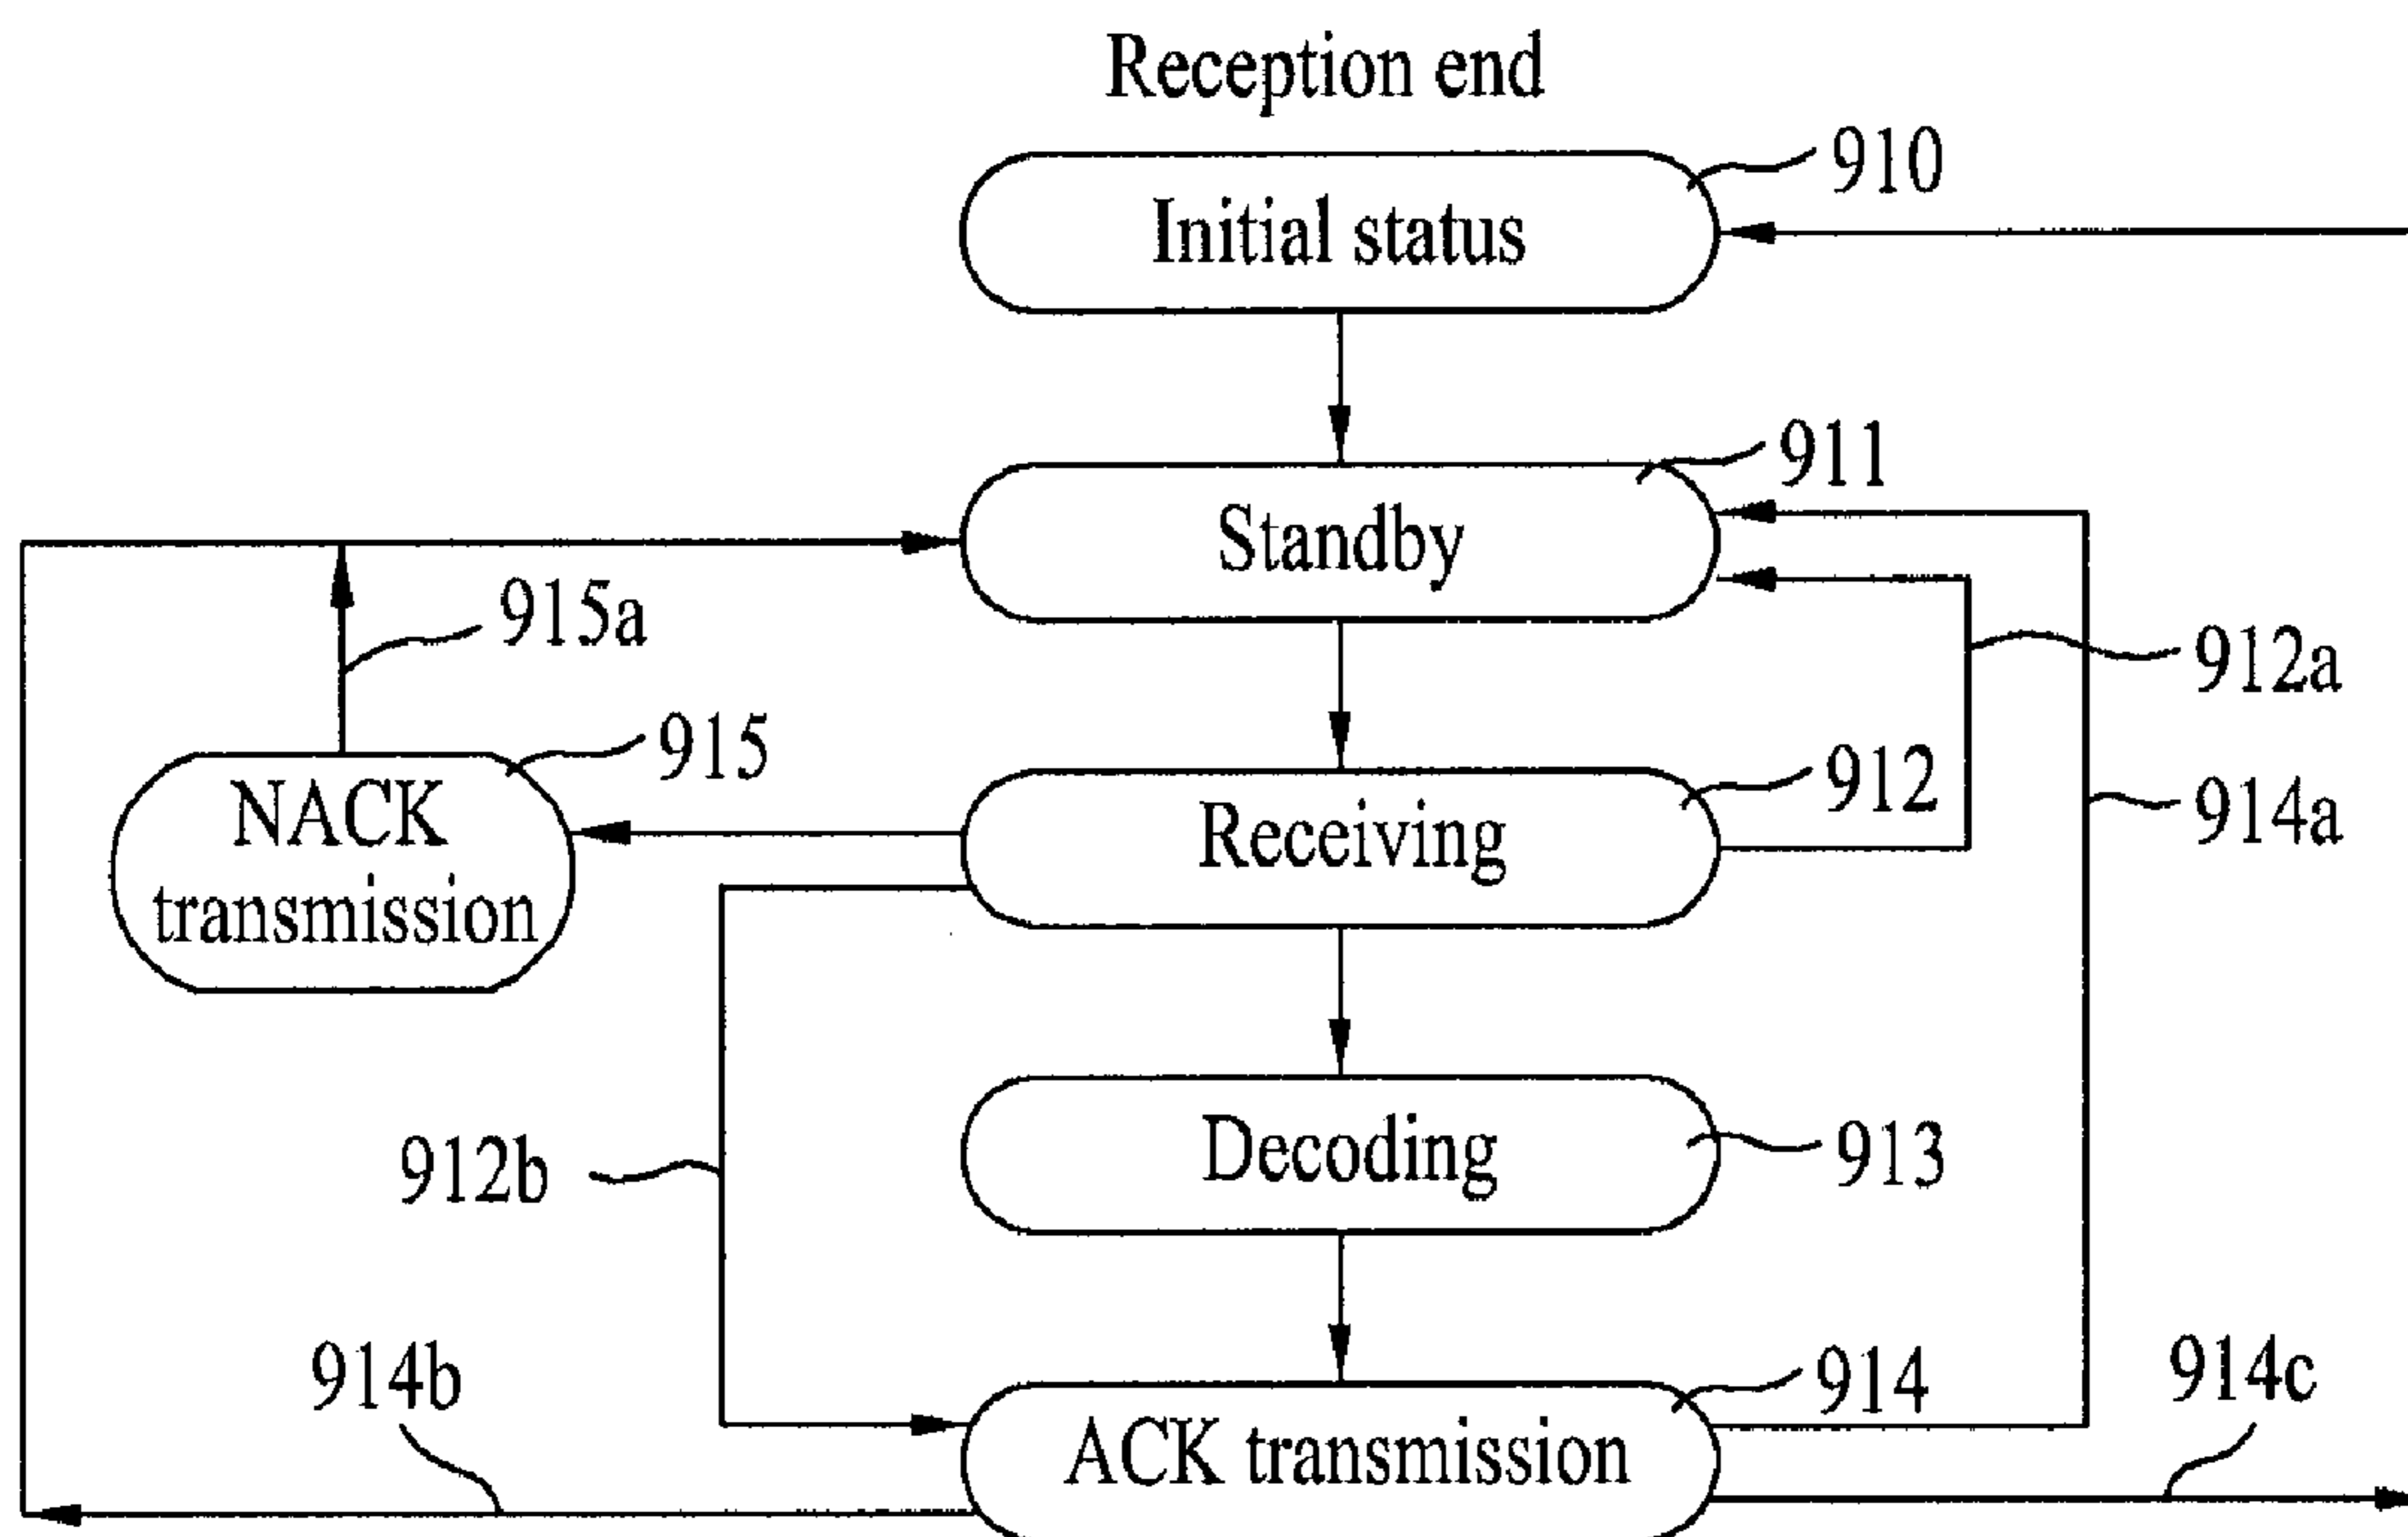 Reception end
910
Initial status
911
Standby
915a
912a
915
912
914a
NACK
transmission
Receiving
912b
Decoding
913
914b
914
914c
ACK transmission